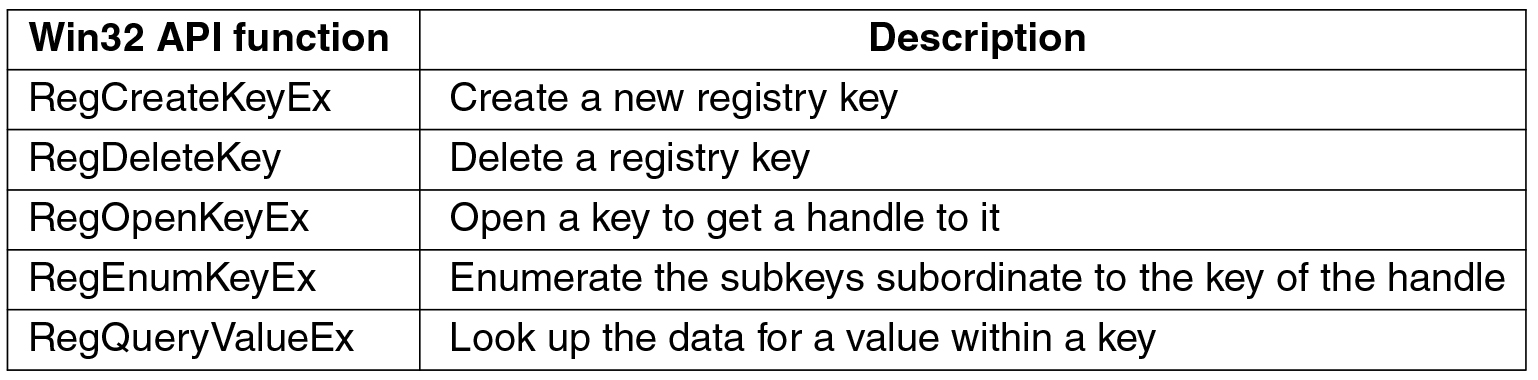 Win32 API function Description
RegCreateKeyEx Create a new registry key
RegDeleteKey Delete a registry key
RegOpenKeyEx Open a key to get a handle to it
RegEnumKeyEx Enumerate the subkeys subordinate to the key of the handle
RegQueryValueEx Look up the data for a value within a key